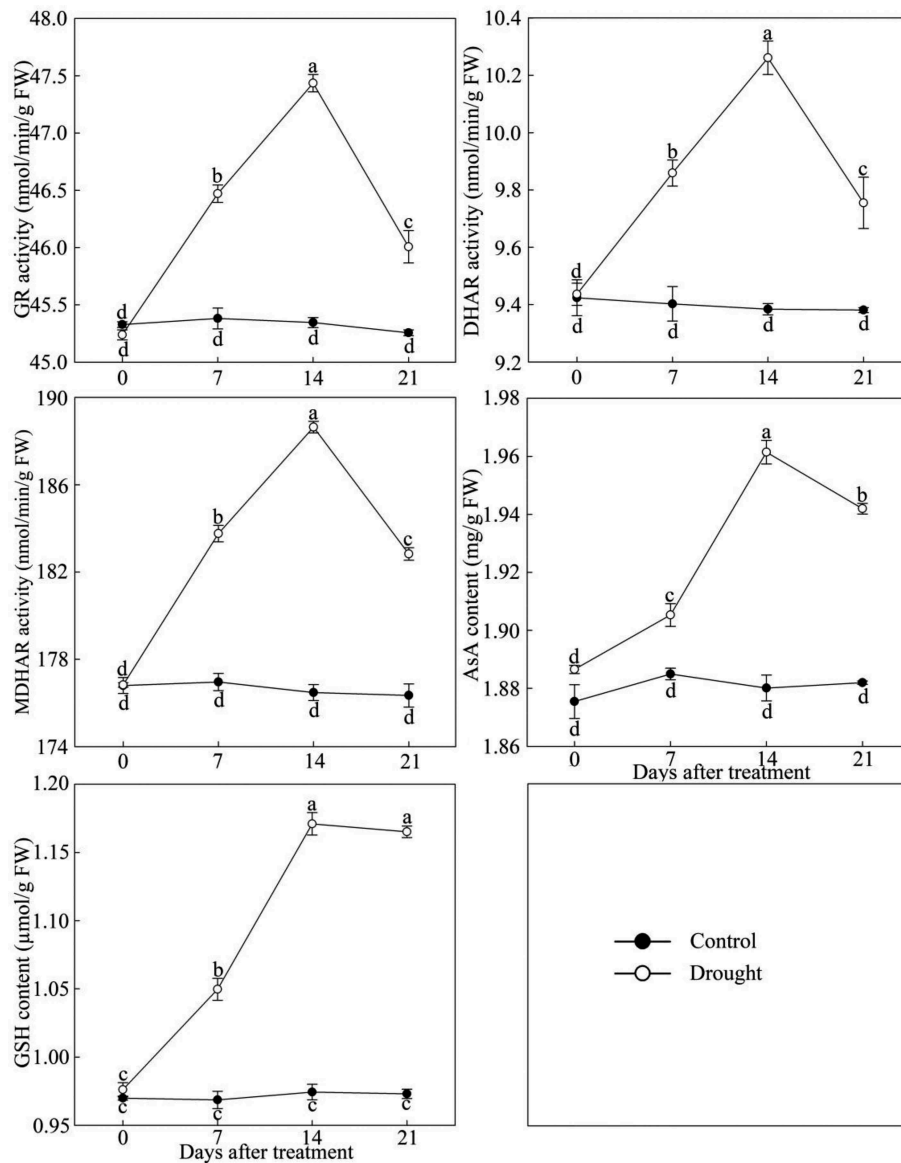 GR activity (nmol/min/g FW)
48.0
47.5
47.0
46.5
46.0
45.5
45.0
a
b
c
d
d
d
d
d
0 7 14 21
DHAR activity (nmol/min/g FW)
10.4
10.2
10.0
9.8
9.6
9.4
9.2
a
b
c
d
d
d
d
d
0 7 14 21
MDHAR activity (nmol/min/g FW)
190
186
182
178
174
a
b
c
d
d
d
d
d
0 7 14 21
AsA content (mg/g FW)
1.98
1.96
1.94
1.92
1.90
1.88
1.86
a
b
c
d
d
d
d
d
0 7 14 21
Days after treatment
GSH content (µmol/g FW)
1.20
1.15
1.10
1.05
1.00
0.95
a a
b
c
c
c
c
c
0 7 14 21
Days after treatment
Control
Drought